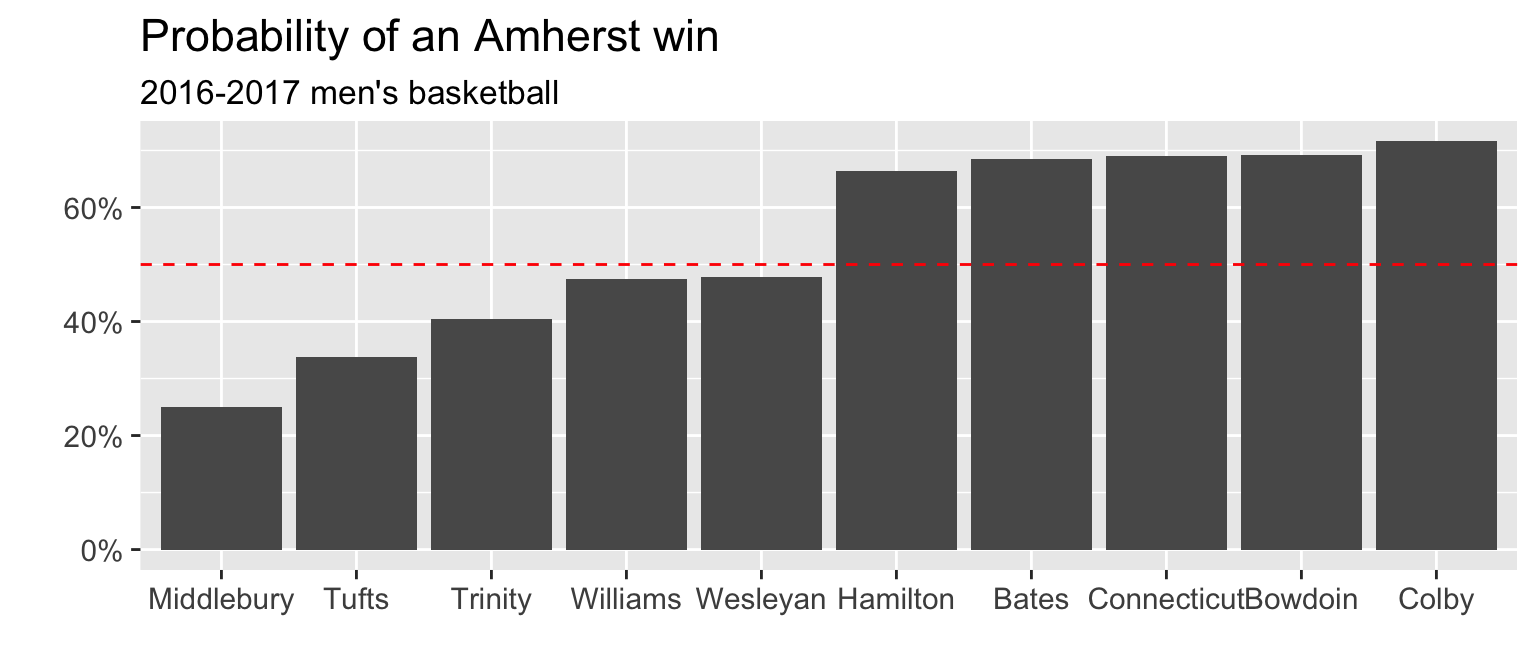 Probability of an Amherst win
2016-2017 men's basketball
60%
40%
20%
0%
Middlebury Tufts Trinity Williams Wesleyan Hamilton Bates Connecticut Bowdoin Colby